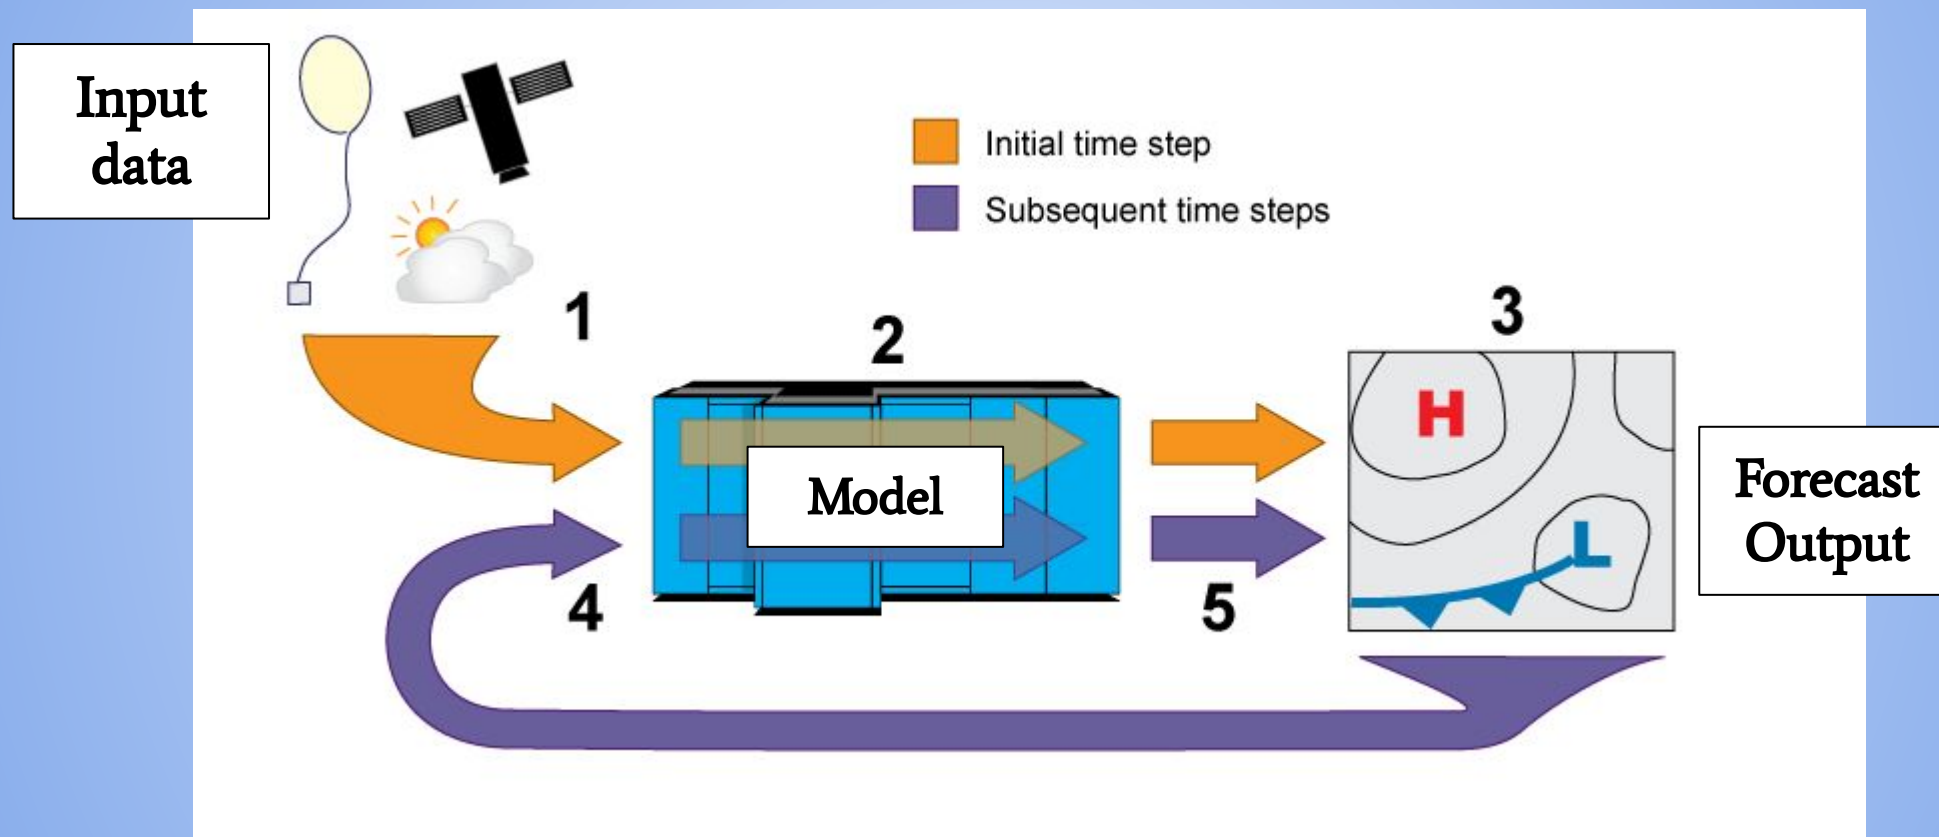 Input
data
Initial time step
Subsequent time steps
1
2
3
H
Model
Forecast
Output
L
4
5